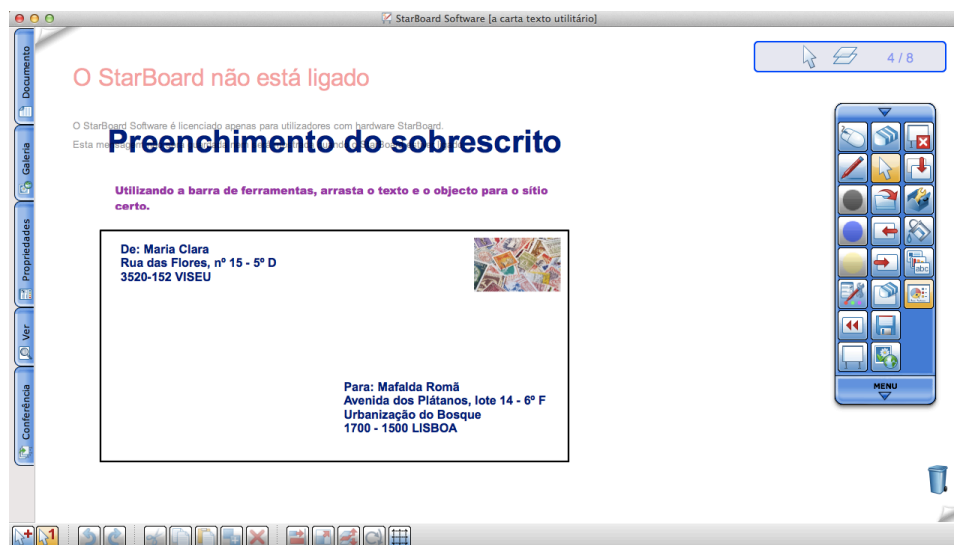 StarBoard Software [a carta texto utilitário]
Documento
Galeria
Propriedades
Ver
Conferência
4 / 8
O StarBoard não está ligado
O StarBoard Software é licenciado apenas para utilizadores com hardware StarBoard.
Preenchimento do sobrescrito
Esta
Utilizando a barra de ferramentas, arrasta o texto e o objecto para o sítio
certo.
De: Maria Clara
Rua das Flores, nº 15 - 5º D
3520-152 VISEU
Para: Mafalda Romã
Avenida dos Plátanos, lote 14 - 6º F
Urbanização do Bosque
1700 - 1500 LISBOA
abc
MENU